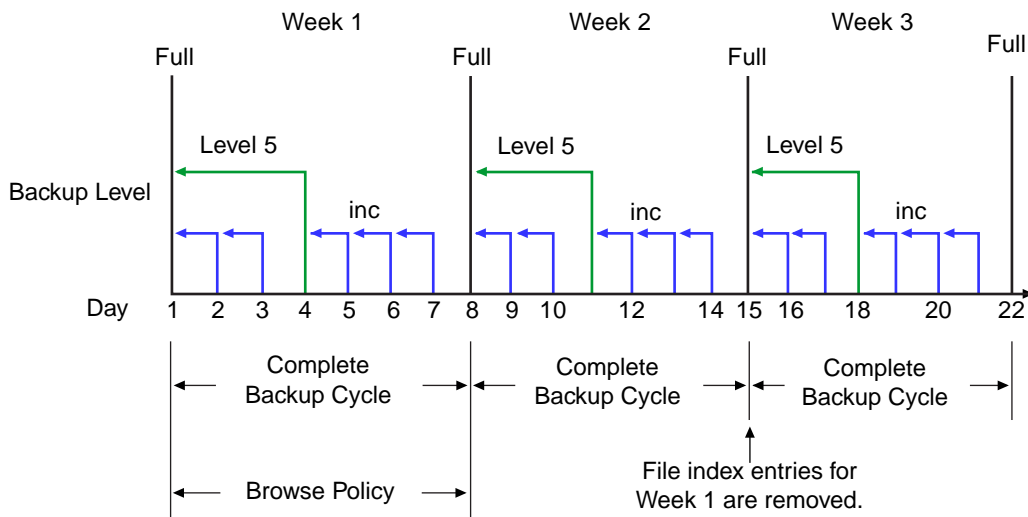 Week 1 Week 2 Week 3
Full Full Full Full
Level 5 Level 5 Level 5
Backup Level
inc inc inc
Day 1 2 3 4 5 6 7 8 9 10 12 14 15 16 18 20 22
Complete Complete Complete
Backup Cycle Backup Cycle Backup Cycle
File index entries for
Browse Policy Week 1 are removed.